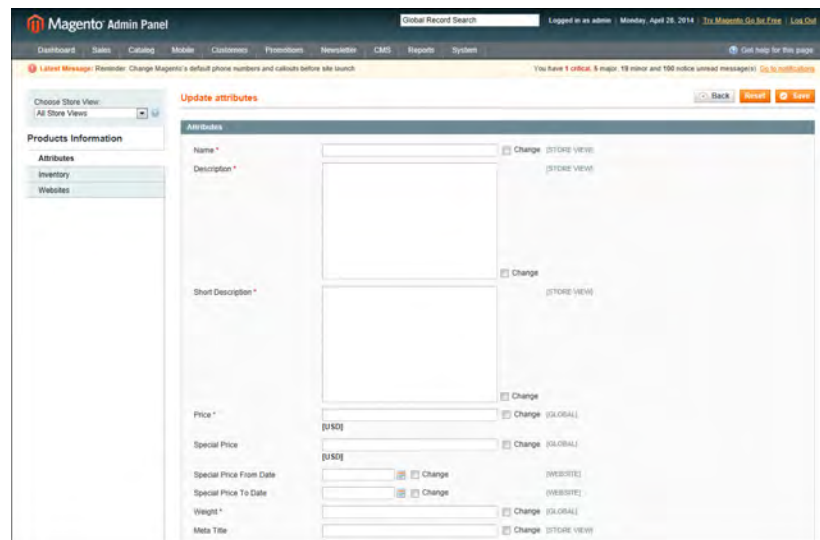 Magento® Admin Panel
Global Record Search
Logged in as admin | Monday, April 28, 2014 | Try Magento Go for Free | Log Out
Dashboard Sales Catalog Mobile Customers Promotions Newsletter CMS Reports System
Get help for this page
Latest Message: Reminder: Change Magento's default phone numbers and callouts before site launch
You have 1 critical, 5 major, 19 minor and 100 notice unread message(s). Go to notifications
Choose Store View:
All Store Views
Products Information
Attributes
Inventory
Websites
Update attributes
Back Reset Save
Attributes
Name * Change [STORE VIEW]
Description * [STORE VIEW]
Change
Short Description * [STORE VIEW]
Change
Price * Change [GLOBAL]
[USD]
Special Price Change [GLOBAL]
[USD]
Special Price From Date Change [WEBSITE]
Special Price To Date Change [WEBSITE]
Weight * Change [GLOBAL]
Meta Title Change [STORE VIEW]